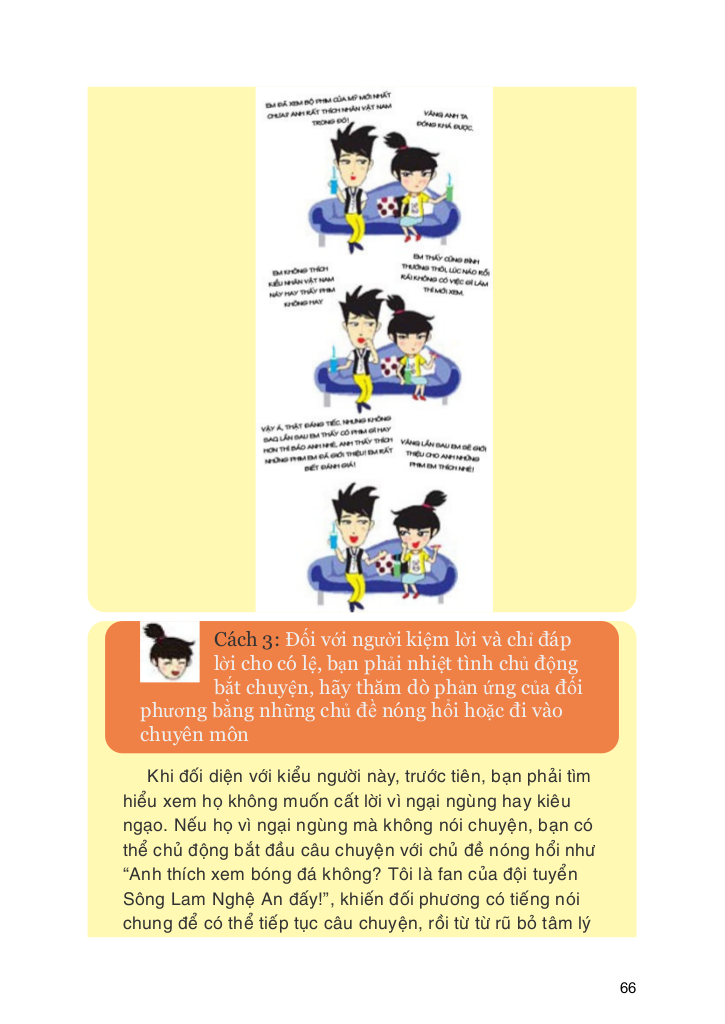 EM ĐÃ XEM BỘ PHIM CỦA MỸ MỚI NHẤT
CHƯA? ANH RẤT THÍCH NHÂN VẬT NAM
TRONG ĐÓ!
VÂNG ANH TA
ĐÓNG KHÁ ĐƯỢC.
EM KHÔNG THÍCH
KIỂU NHÂN VẬT NAM
NÀY HAY THẤY PHIM
KHÔNG HAY
EM THẤY CŨNG BÌNH
THƯỜNG THÔI, LÚC NÀO RỖI
RÃI KHÔNG CÓ VIỆC GÌ LÀM
THÌ MỚI XEM.
VẬY À, THẬT ĐÁNG TIẾC. NHƯNG KHÔNG
SAO, LẦN SAU EM THẤY CÓ PHIM GÌ HAY
HƠN THÌ BẢO ANH NHÉ, ANH THẤY THÍCH
NHỮNG PHIM EM ĐÃ GIỚI THIỆU! EM RẤT
BIẾT ĐÁNH GIÁ!
VÂNG LẦN SAU EM SẼ GIỚI
THIỆU CHO ANH NHỮNG
PHIM EM THÍCH NHÉ!
Cách 3: Đối với người kiệm lời và chỉ đáp
lời cho có lệ, bạn phải nhiệt tình chủ động
bắt chuyện, hãy thăm dò phản ứng của đối
phương bằng những chủ đề nóng hổi hoặc đi vào
chuyên môn
Khi đối diện với kiểu người này, trước tiên, bạn phải tìm
hiểu xem họ không muốn cất lời vì ngại ngùng hay kiêu
ngạo. Nếu họ vì ngại ngùng mà không nói chuyện, bạn có
thể chủ động bắt đầu câu chuyện với chủ đề nóng hổi như
“Anh thích xem bóng đá không? Tôi là fan của đội tuyển
Sông Lam Nghệ An đấy!”, khiến đối phương có tiếng nói
chung để có thể tiếp tục câu chuyện, rồi từ từ rũ bỏ tâm lý
66